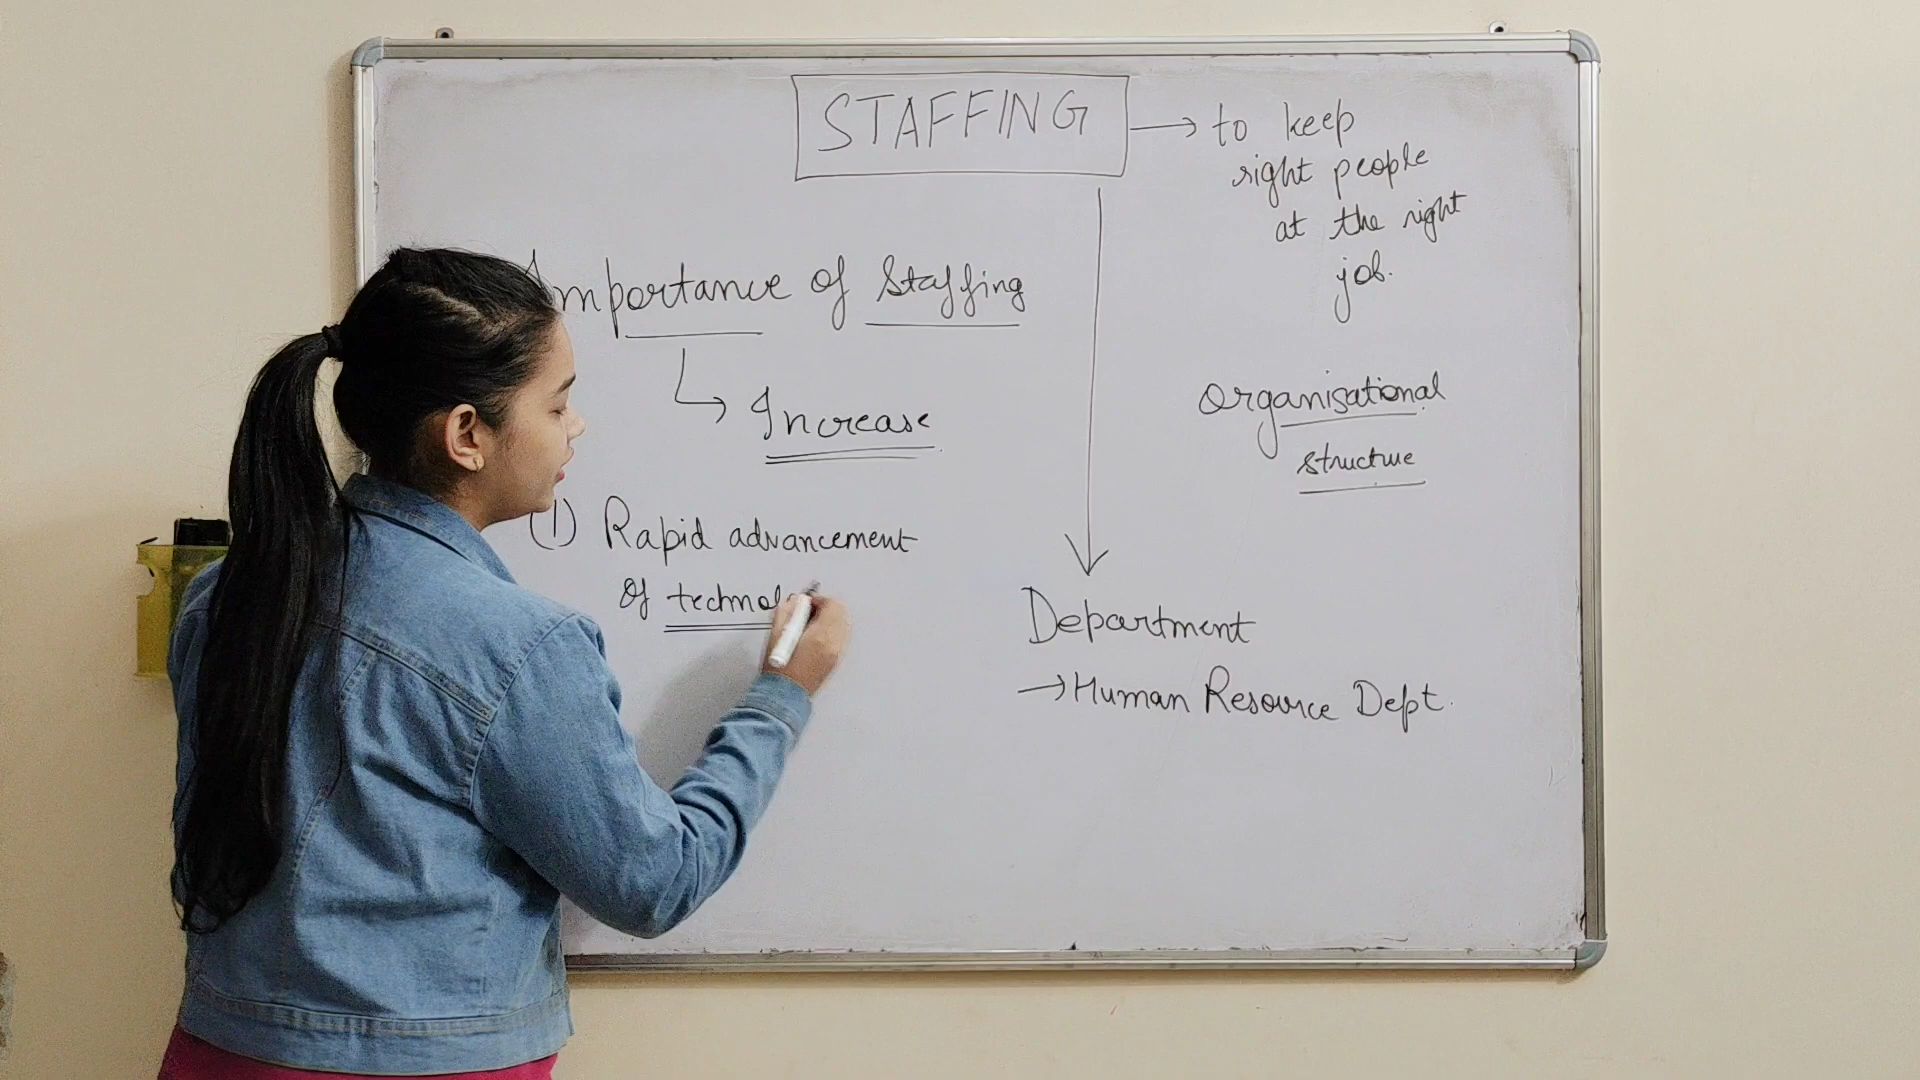 STAFFING → to keep
right people
at the right
job.
Importance of Staffing
↳ Increase
(1) Rapid advancement
of technolo
Organisational
structure
Department
→ Human Resource Dept.